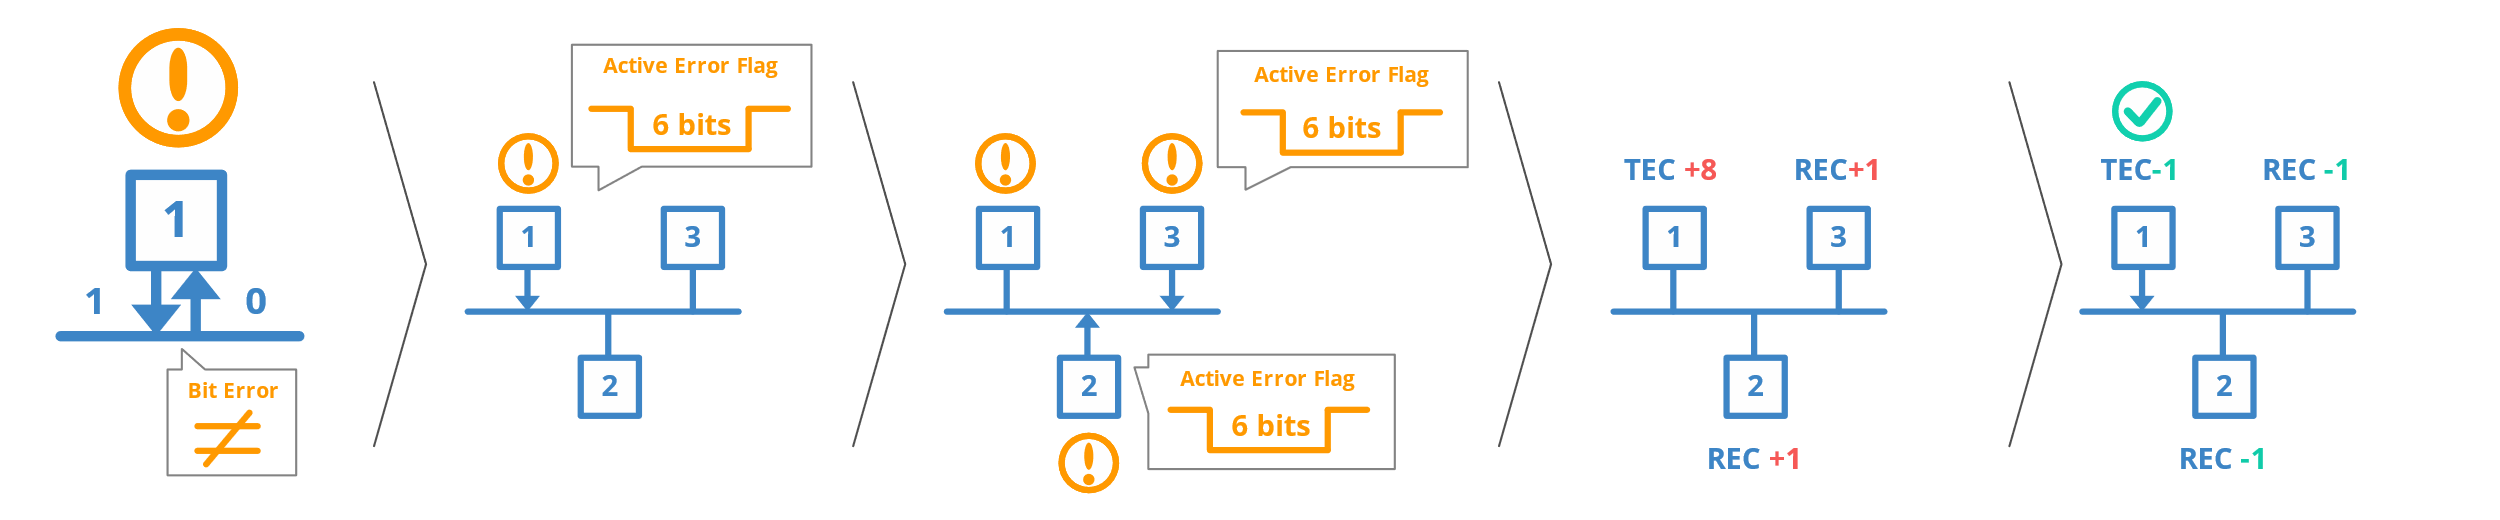 1
1 0
Bit Error
Active Error Flag
6 bits
1 3
2
Active Error Flag
6 bits
1 3
2
Active Error Flag
6 bits
TEC +8 REC+1
1 3
2
REC +1
TEC-1 REC -1
1 3
2
REC -1